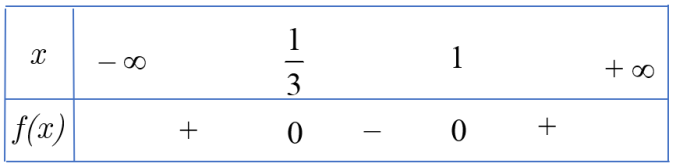 x −∞ 1/3 1 +∞
f(x) + 0 − 0 +